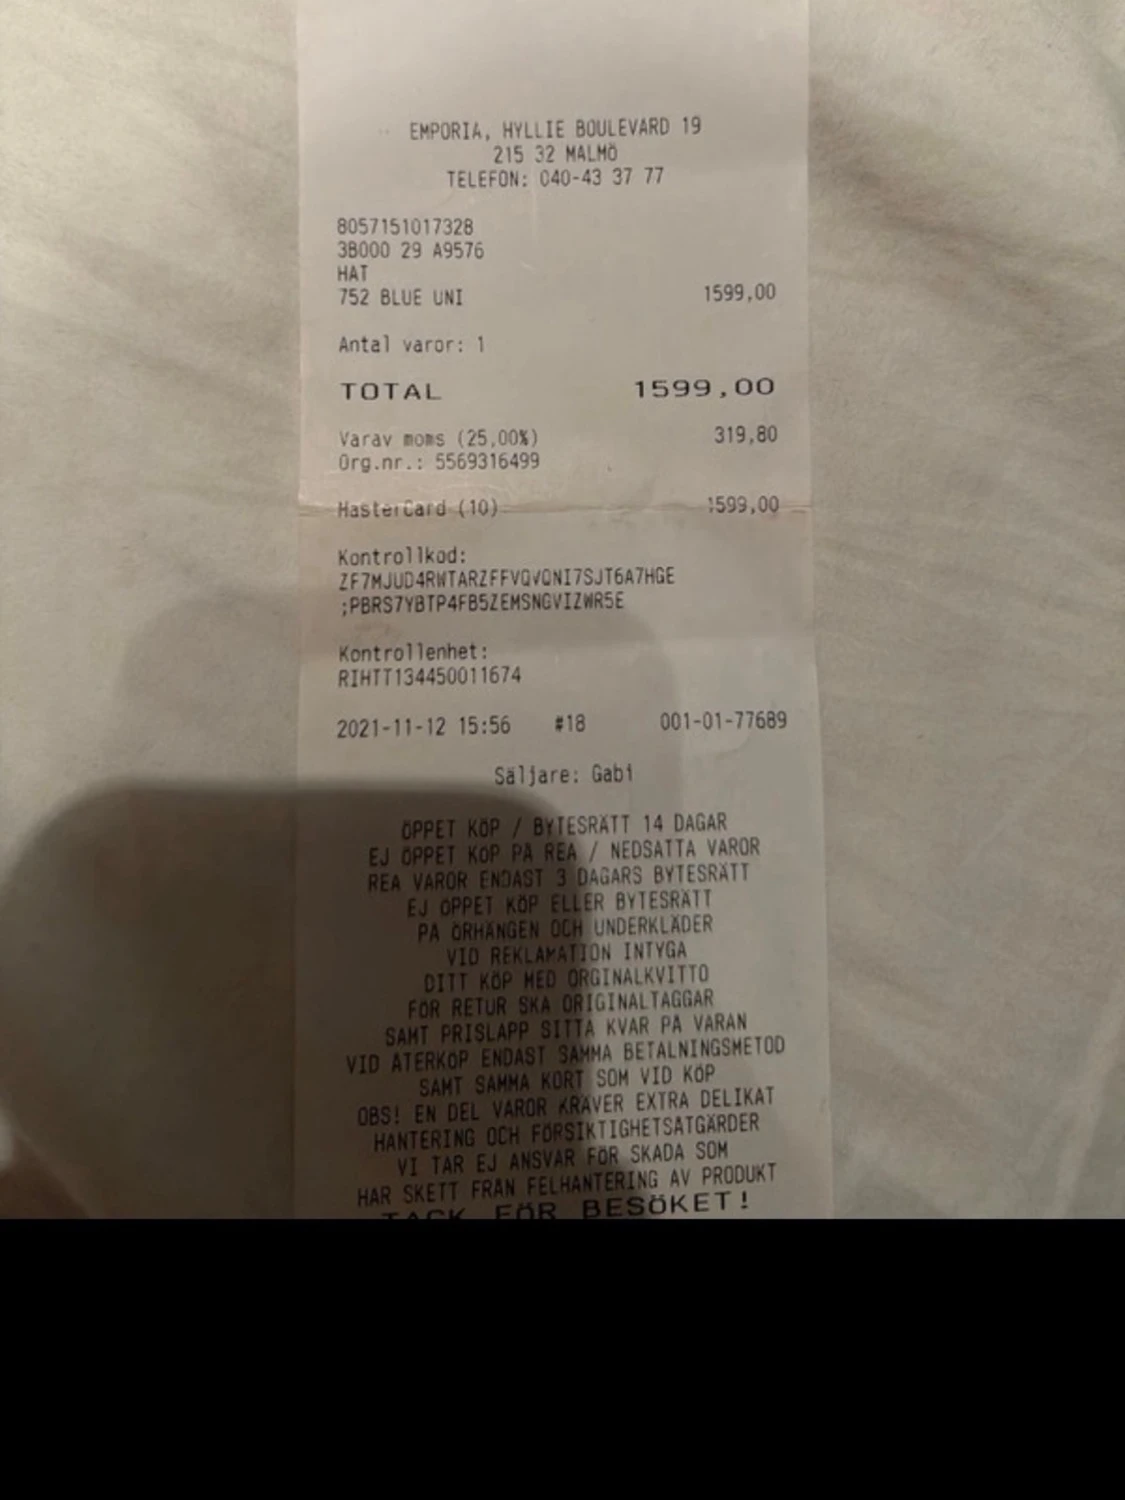 EMPORIA, HYLLIE BOULEVARD 19
215 32 MALMÖ
TELEFON: 040-43 37 77
8057151017328
3B000 29 A9576
HAT
752 BLUE UNI 1599,00
Antal varor: 1
TOTAL 1599,00
Varav moms (25,00%) 319,80
Org.nr.: 5569316499
MasterCard (10) 1599,00
Kontrollkod:
ZF7MJUD4RWTARZFFVQVQNI7SJT6A7HGE
;PBRS7YBTP4FB5ZEMSNGVIZWR5E
Kontrollenhet:
RIHTT134450011674
2021-11-12 15:56 #18 001-01-77689
Säljare: Gabi
ÖPPET KÖP / BYTESRÄTT 14 DAGAR
EJ ÖPPET KÖP PÅ REA / NEDSATTA VAROR
REA VAROR ENDAST 3 DAGARS BYTESRÄTT
EJ ÖPPET KÖP ELLER BYTESRÄTT
PÅ ÖRHÄNGEN OCH UNDERKLÄDER
VID REKLAMATION INTYGA
DITT KÖP MED ORGINALKVITTO
FÖR RETUR SKA ORIGINALTAGGAR
SAMT PRISLAPP SITTA KVAR PÅ VARAN
VID ÅTERKÖP ENDAST SAMMA BETALNINGSMETOD
SAMT SAMMA KORT SOM VID KÖP
OBS! EN DEL VAROR KRÄVER EXTRA DELIKAT
HANTERING OCH FÖRSIKTIGHETSÅTGÄRDER
VI TAR EJ ANSVAR FÖR SKADA SOM
HAR SKETT FRÅN FELHANTERING AV PRODUKT
TACK FÖR BESÖKET!